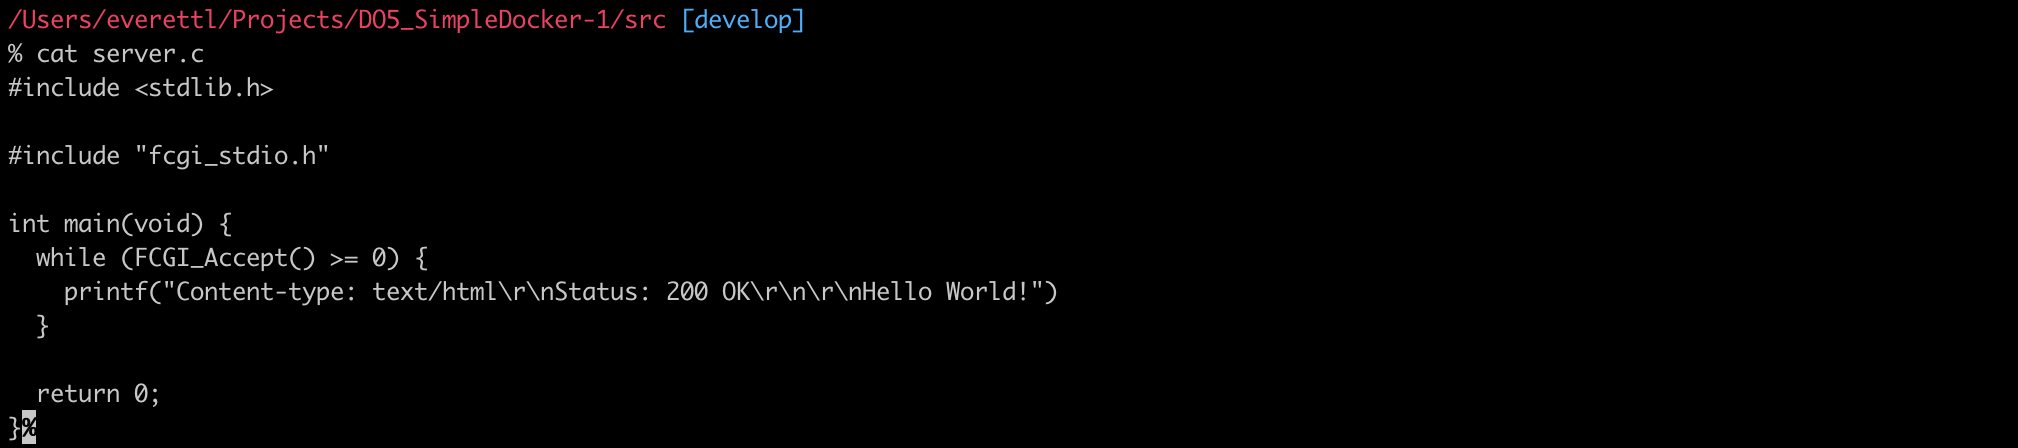 /Users/everettl/Projects/DO5_SimpleDocker-1/src [develop]
% cat server.c
#include <stdlib.h>
#include "fcgi_stdio.h"
int main(void) {
  while (FCGI_Accept() >= 0) {
    printf("Content-type: text/html\r\nStatus: 200 OK\r\n\r\nHello World!")
  }
  return 0;
}%